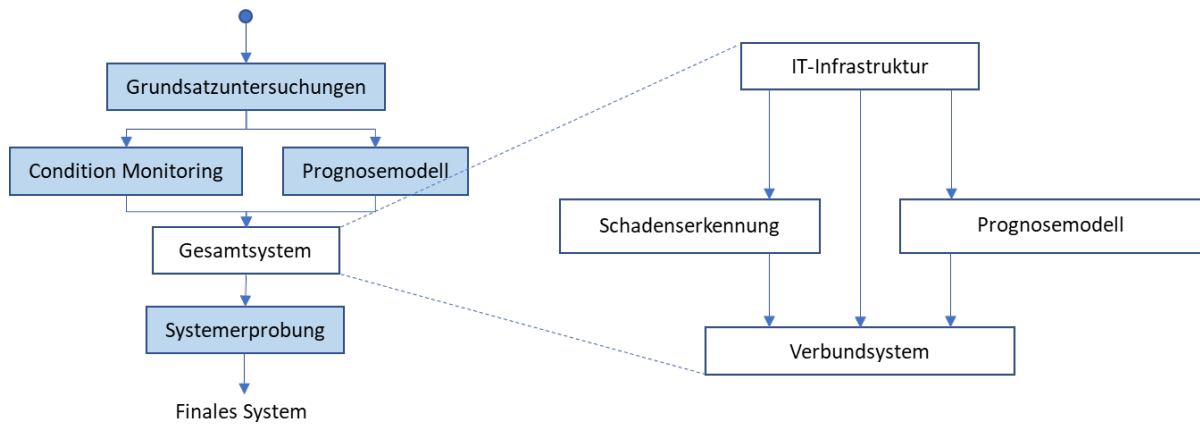 Grundsatzuntersuchungen
Condition Monitoring
Prognosemodell
Gesamtsystem
Systemerprobung
Finales System
IT-Infrastruktur
Schadenserkennung
Prognosemodell
Verbundsystem